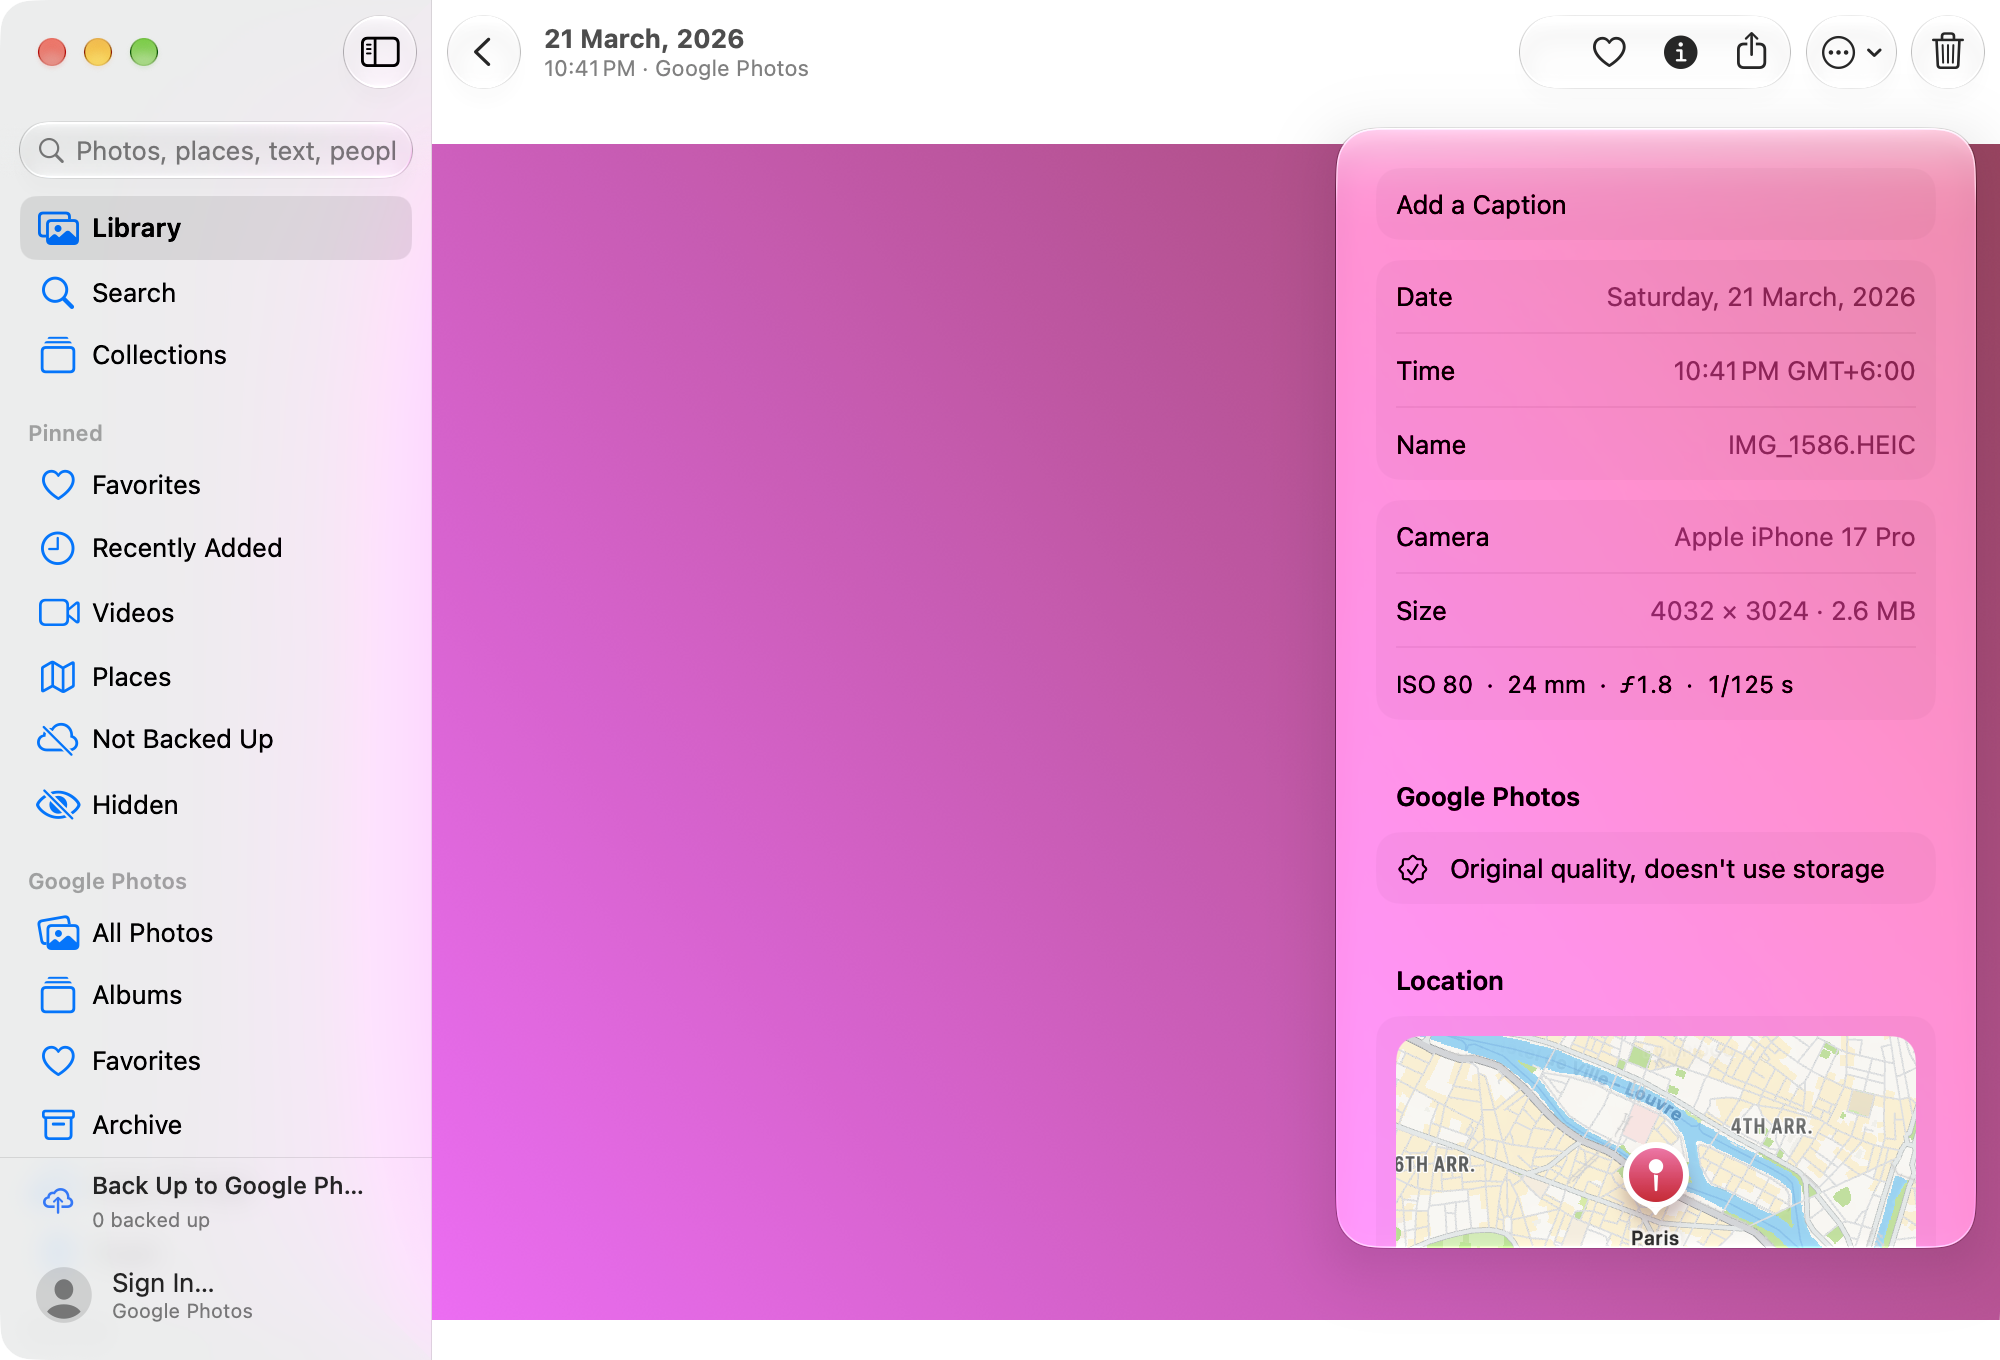 21 March, 2026
10:41 PM · Google Photos
Photos, places, text, peopl
Library
Search
Collections
Pinned
Favorites
Recently Added
Videos
Places
Not Backed Up
Hidden
Google Photos
All Photos
Albums
Favorites
Archive
Back Up to Google Ph...
0 backed up
Sign In...
Google Photos
Add a Caption
Date Saturday, 21 March, 2026
Time 10:41 PM GMT+6:00
Name IMG_1586.HEIC
Camera Apple iPhone 17 Pro
Size 4032 × 3024 · 2.6 MB
ISO 80 · 24 mm · ƒ1.8 · 1/125 s
Google Photos
Original quality, doesn't use storage
Location
Ville - Louvre
4TH ARR.
6TH ARR.
Paris